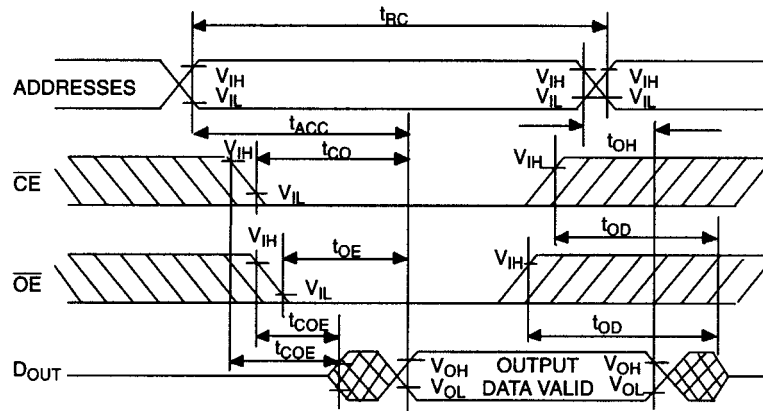 tRC
ADDRESSES
VIH
VIL
VIH
VIL
VIH
VIL
tACC
tOH
CE
VIH
tCO
VIL
VIH
tOD
OE
VIH
tOE
VIL
VIH
tCOE
tOD
tCOE
DOUT
VOH
VOL
OUTPUT
DATA VALID
VOH
VOL